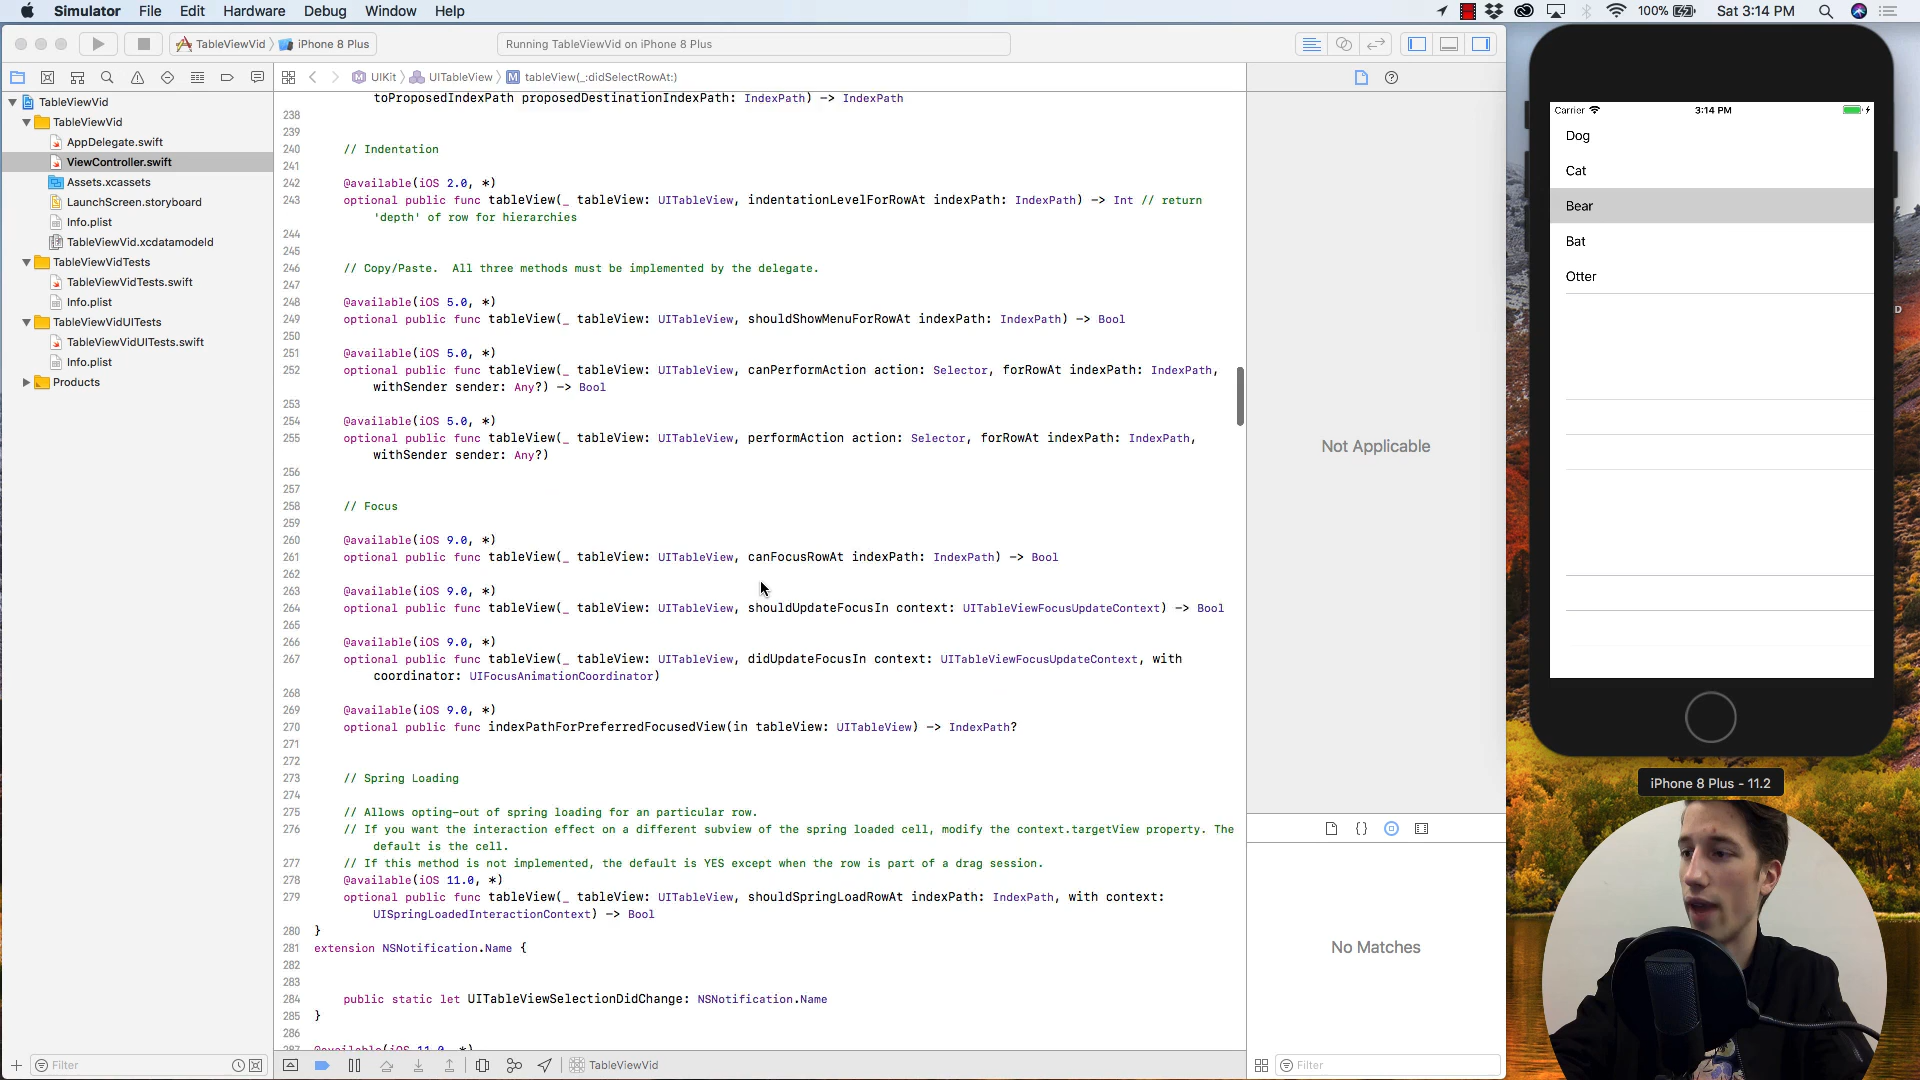 Simulator File Edit Hardware Debug Window Help
100% Sat 3:14 PM
TableViewVid iPhone 8 Plus
Running TableViewVid on iPhone 8 Plus
UIKit UITableView M tableView(_:didSelectRowAt:)
TableViewVid
TableViewVid
AppDelegate.swift
ViewController.swift
Assets.xcassets
LaunchScreen.storyboard
Info.plist
TableViewVid.xcdatamodeld
TableViewVidTests
TableViewVidTests.swift
Info.plist
TableViewVidUITests
TableViewVidUITests.swift
Info.plist
Products
Filter
toProposedIndexPath proposedDestinationIndexPath: IndexPath) -> IndexPath
238
239
240 // Indentation
241
242 @available(iOS 2.0, *)
243 optional public func tableView(_ tableView: UITableView, indentationLevelForRowAt indexPath: IndexPath) -> Int // return
'depth' of row for hierarchies
244
245
246 // Copy/Paste.  All three methods must be implemented by the delegate.
247
248 @available(iOS 5.0, *)
249 optional public func tableView(_ tableView: UITableView, shouldShowMenuForRowAt indexPath: IndexPath) -> Bool
250
251 @available(iOS 5.0, *)
252 optional public func tableView(_ tableView: UITableView, canPerformAction action: Selector, forRowAt indexPath: IndexPath,
withSender sender: Any?) -> Bool
253
254 @available(iOS 5.0, *)
255 optional public func tableView(_ tableView: UITableView, performAction action: Selector, forRowAt indexPath: IndexPath,
withSender sender: Any?)
256
257
258 // Focus
259
260 @available(iOS 9.0, *)
261 optional public func tableView(_ tableView: UITableView, canFocusRowAt indexPath: IndexPath) -> Bool
262
263 @available(iOS 9.0, *)
264 optional public func tableView(_ tableView: UITableView, shouldUpdateFocusIn context: UITableViewFocusUpdateContext) -> Bool
265
266 @available(iOS 9.0, *)
267 optional public func tableView(_ tableView: UITableView, didUpdateFocusIn context: UITableViewFocusUpdateContext, with
coordinator: UIFocusAnimationCoordinator)
268
269 @available(iOS 9.0, *)
270 optional public func indexPathForPreferredFocusedView(in tableView: UITableView) -> IndexPath?
271
272
273 // Spring Loading
274
275 // Allows opting-out of spring loading for an particular row.
276 // If you want the interaction effect on a different subview of the spring loaded cell, modify the context.targetView property. The
default is the cell.
277 // If this method is not implemented, the default is YES except when the row is part of a drag session.
278 @available(iOS 11.0, *)
279 optional public func tableView(_ tableView: UITableView, shouldSpringLoadRowAt indexPath: IndexPath, with context:
UISpringLoadedInteractionContext) -> Bool
280 }
281 extension NSNotification.Name {
282
283
284 public static let UITableViewSelectionDidChange: NSNotification.Name
285 }
286
287 @available(iOS 11.0, *)
TableViewVid
Not Applicable
No Matches
Filter
Carrier 3:14 PM
Dog
Cat
Bear
Bat
Otter
D
iPhone 8 Plus - 11.2